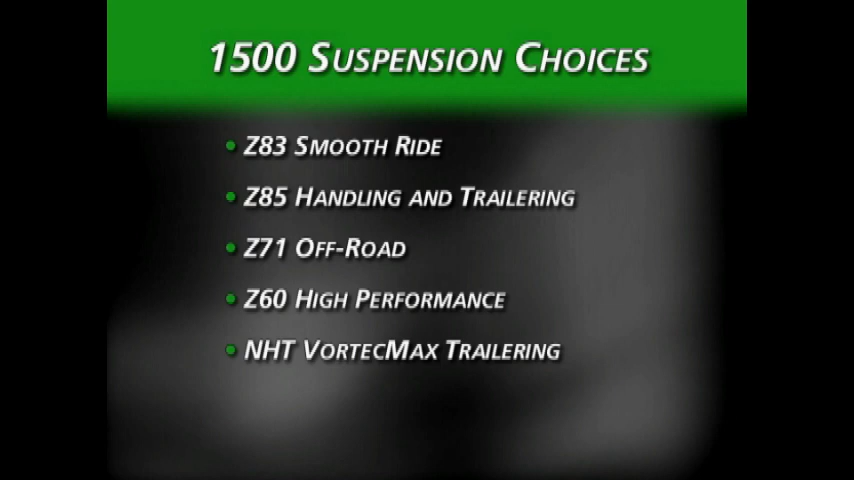 1500 Suspension Choices
• Z83 Smooth Ride
• Z85 Handling and Trailering
• Z71 Off-Road
• Z60 High Performance
• NHT VortecMax Trailering